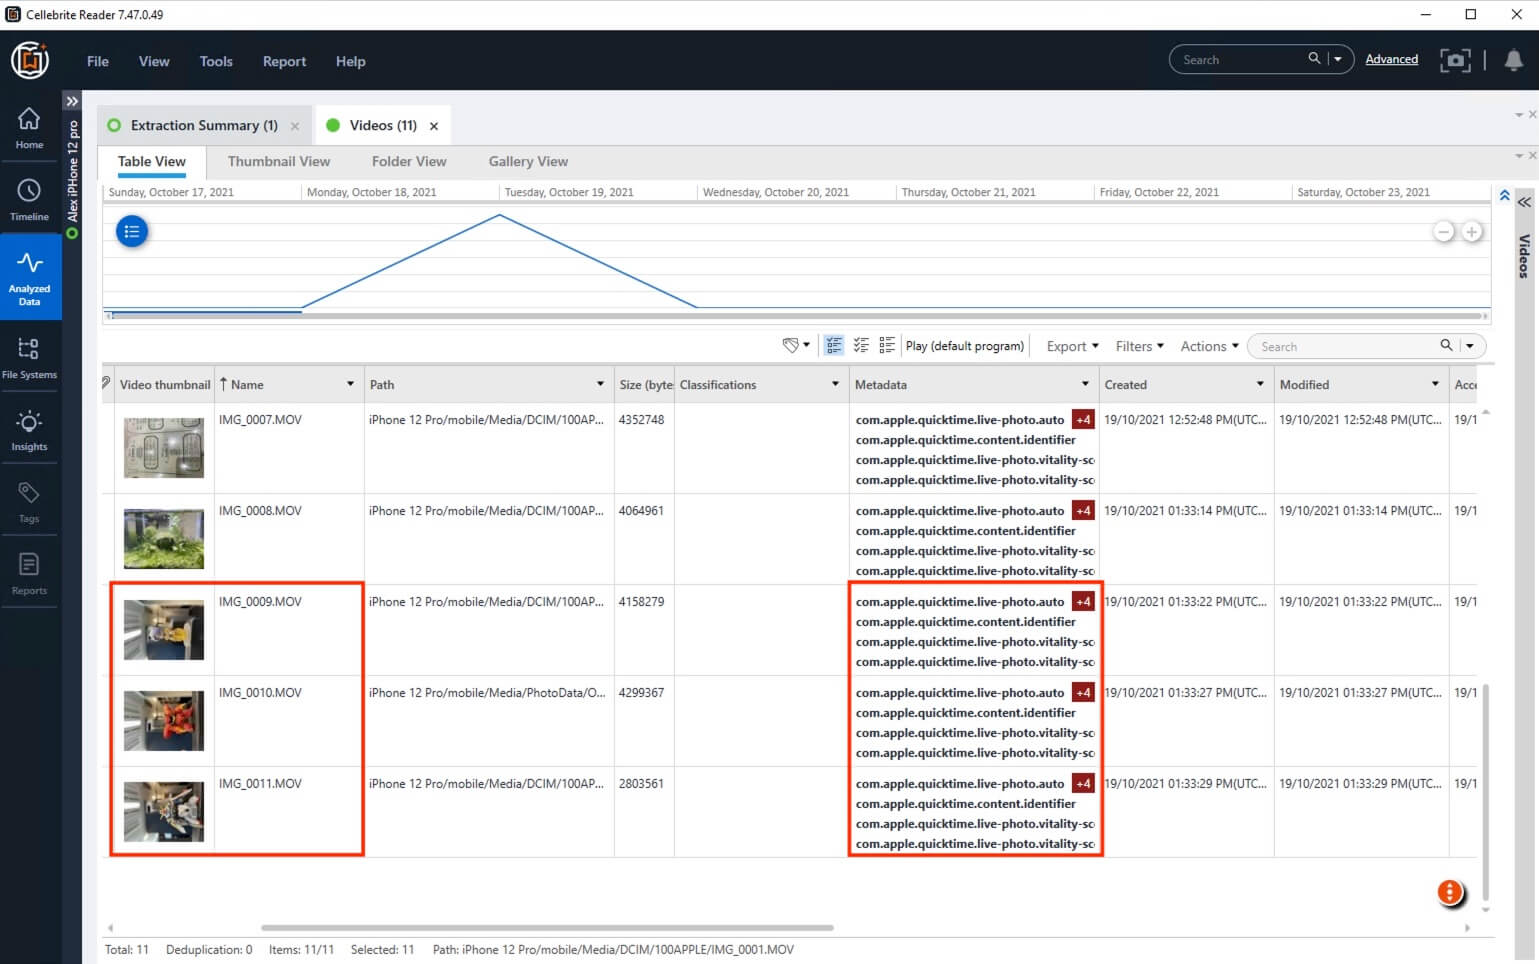 Cellebrite Reader 7.47.0.49
File View Tools Report Help
Search
Advanced
Home
Timeline
Analyzed
Data
File Systems
Insights
Tags
Reports
Alex iPHone 12 pro
Extraction Summary (1)
Videos (11)
Table View Thumbnail View Folder View Gallery View
Sunday, October 17, 2021 Monday, October 18, 2021 Tuesday, October 19, 2021 Wednesday, October 20, 2021 Thursday, October 21, 2021 Friday, October 22, 2021 Saturday, October 23, 2021
Videos
Play (default program) Export Filters Actions Search
Video thumbnail Name Path Size (byte Classifications Metadata Created Modified Acce
IMG_0007.MOV iPhone 12 Pro/mobile/Media/DCIM/100AP... 4352748 com.apple.quicktime.live-photo.auto +4 19/10/2021 12:52:48 PM(UTC... 19/10/2021 12:52:48 PM(UTC... 19/1
com.apple.quicktime.content.identifier
com.apple.quicktime.live-photo.vitality-sc
com.apple.quicktime.live-photo.vitality-sc
IMG_0008.MOV iPhone 12 Pro/mobile/Media/DCIM/100AP... 4064961 com.apple.quicktime.live-photo.auto +4 19/10/2021 01:33:14 PM(UTC... 19/10/2021 01:33:14 PM(UTC... 19/1
com.apple.quicktime.content.identifier
com.apple.quicktime.live-photo.vitality-sc
com.apple.quicktime.live-photo.vitality-sc
IMG_0009.MOV iPhone 12 Pro/mobile/Media/DCIM/100AP... 4158279 com.apple.quicktime.live-photo.auto +4 19/10/2021 01:33:22 PM(UTC... 19/10/2021 01:33:22 PM(UTC... 19/1
com.apple.quicktime.content.identifier
com.apple.quicktime.live-photo.vitality-sc
com.apple.quicktime.live-photo.vitality-sc
IMG_0010.MOV iPhone 12 Pro/mobile/Media/PhotoData/O... 4299367 com.apple.quicktime.live-photo.auto +4 19/10/2021 01:33:27 PM(UTC... 19/10/2021 01:33:27 PM(UTC... 19/1
com.apple.quicktime.content.identifier
com.apple.quicktime.live-photo.vitality-sc
com.apple.quicktime.live-photo.vitality-sc
IMG_0011.MOV iPhone 12 Pro/mobile/Media/DCIM/100AP... 2803561 com.apple.quicktime.live-photo.auto +4 19/10/2021 01:33:29 PM(UTC... 19/10/2021 01:33:29 PM(UTC... 19/1
com.apple.quicktime.content.identifier
com.apple.quicktime.live-photo.vitality-sc
com.apple.quicktime.live-photo.vitality-sc
Total: 11 Deduplication: 0 Items: 11/11 Selected: 11 Path: iPhone 12 Pro/mobile/Media/DCIM/100APPLE/IMG_0001.MOV